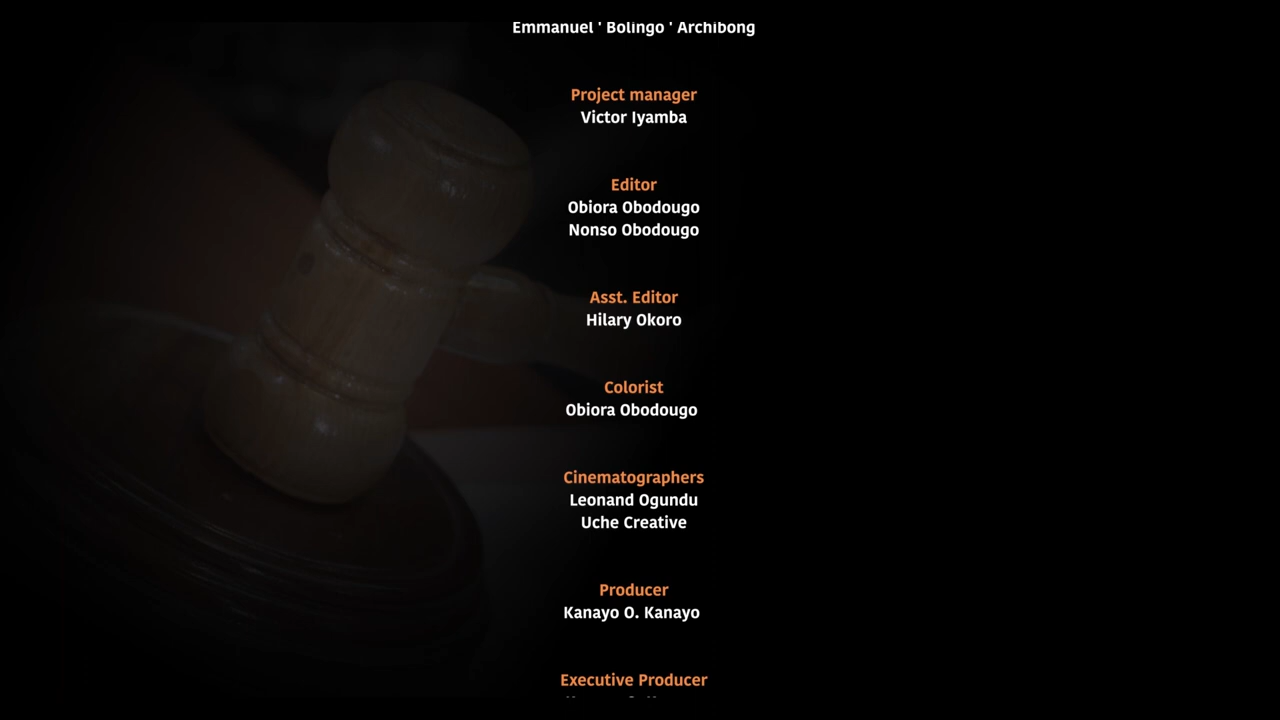 Emmanuel ' Bolingo ' Archibong
Project manager
Victor Iyamba
Editor
Obiora Obodougo
Nonso Obodougo
Asst. Editor
Hilary Okoro
Colorist
Obiora Obodougo
Cinematographers
Leonand Ogundu
Uche Creative
Producer
Kanayo O. Kanayo
Executive Producer